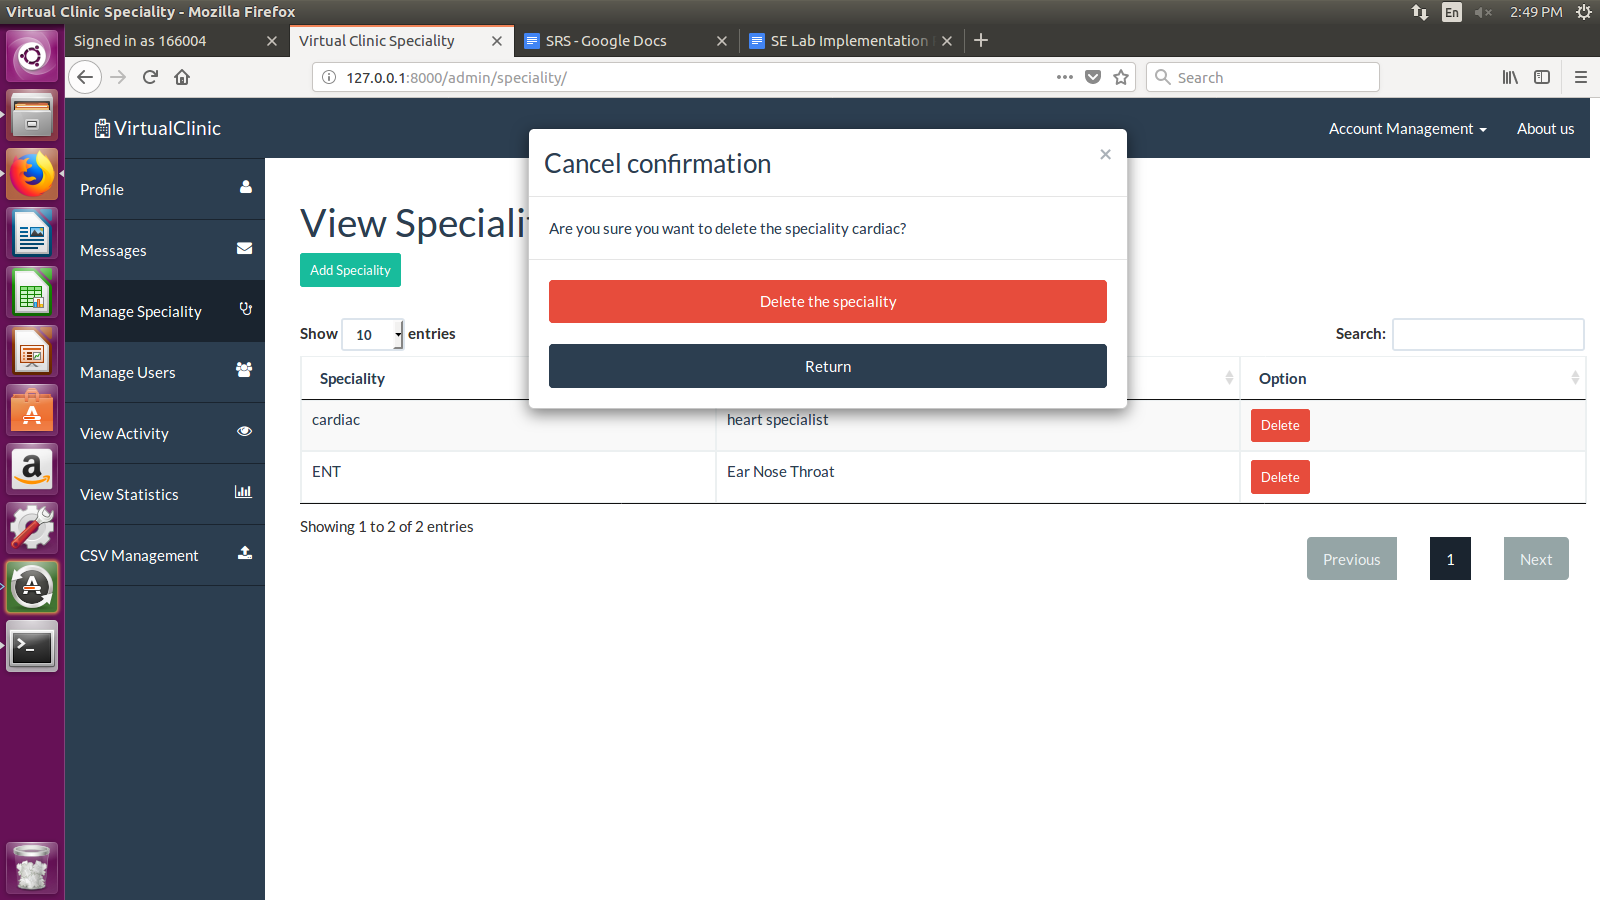 Virtual Clinic Speciality - Mozilla Firefox
En
2:49 PM
Signed in as 166004
Virtual Clinic Speciality
SRS - Google Docs
SE Lab Implementation
127.0.0.1:8000/admin/speciality/
Search
VirtualClinic
Account Management
About us
Profile
Messages
Manage Speciality
Manage Users
View Activity
View Statistics
CSV Management
Cancel confirmation
×
Are you sure you want to delete the speciality cardiac?
Delete the speciality
Return
View Speciali
Add Speciality
Show 10 entries
Search:
Speciality
Option
cardiac
heart specialist
Delete
ENT
Ear Nose Throat
Delete
Showing 1 to 2 of 2 entries
Previous
1
Next